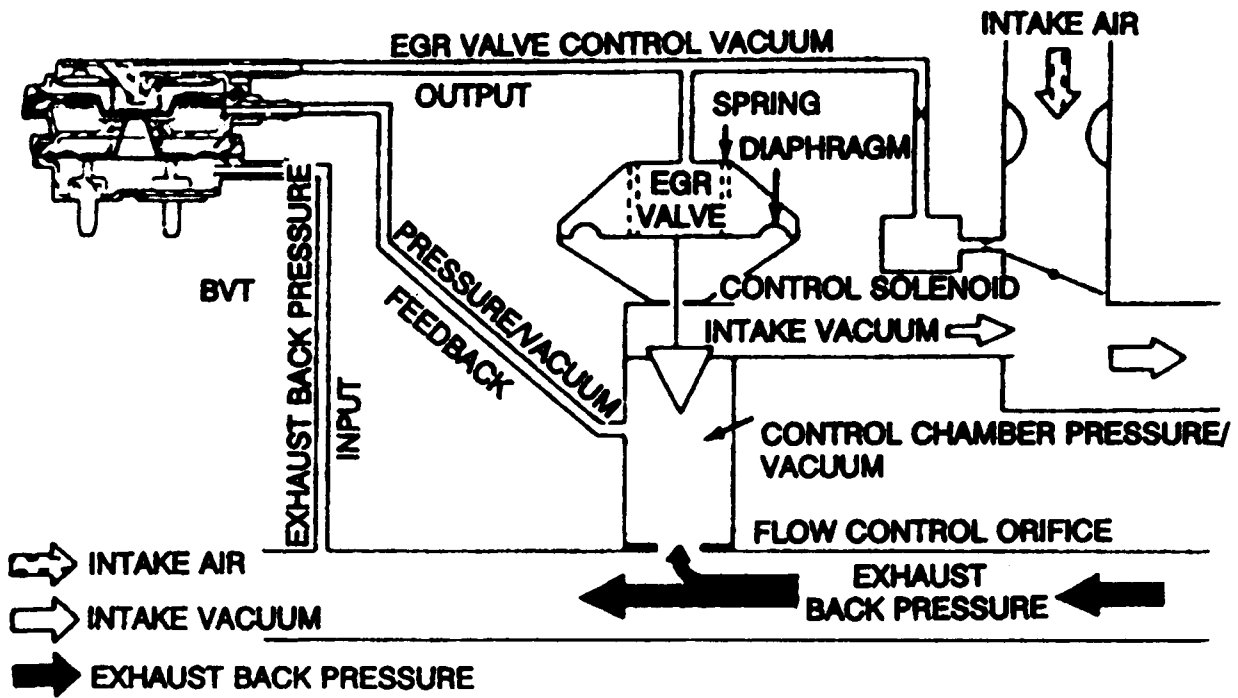 INTAKE AIR
EGR VALVE CONTROL VACUUM
OUTPUT
SPRING
DIAPHRAGM
EGR
VALVE
EXHAUST BACK PRESSURE
INPUT
BVT
PRESSURE/VACUUM
FEEDBACK
CONTROL SOLENOID
INTAKE VACUUM
CONTROL CHAMBER PRESSURE/
VACUUM
FLOW CONTROL ORIFICE
EXHAUST
BACK PRESSURE
INTAKE AIR
INTAKE VACUUM
EXHAUST BACK PRESSURE